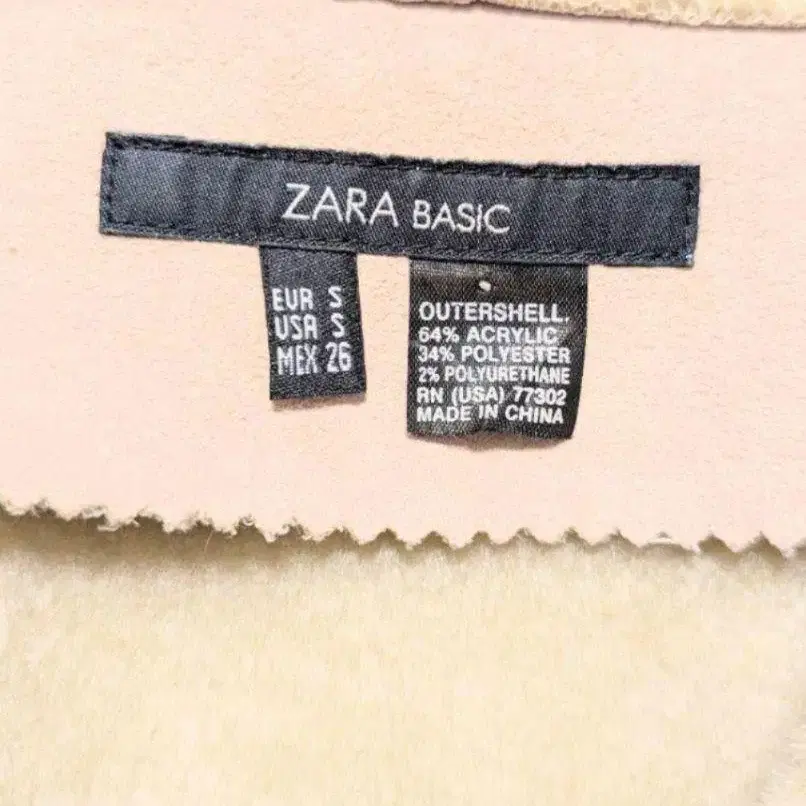 ZARA BASIC
EUR S
USA S
MEX 26
OUTERSHELL.
64% ACRYLIC
34% POLYESTER
2% POLYURETHANE
RN (USA) 77302
MADE IN CHINA